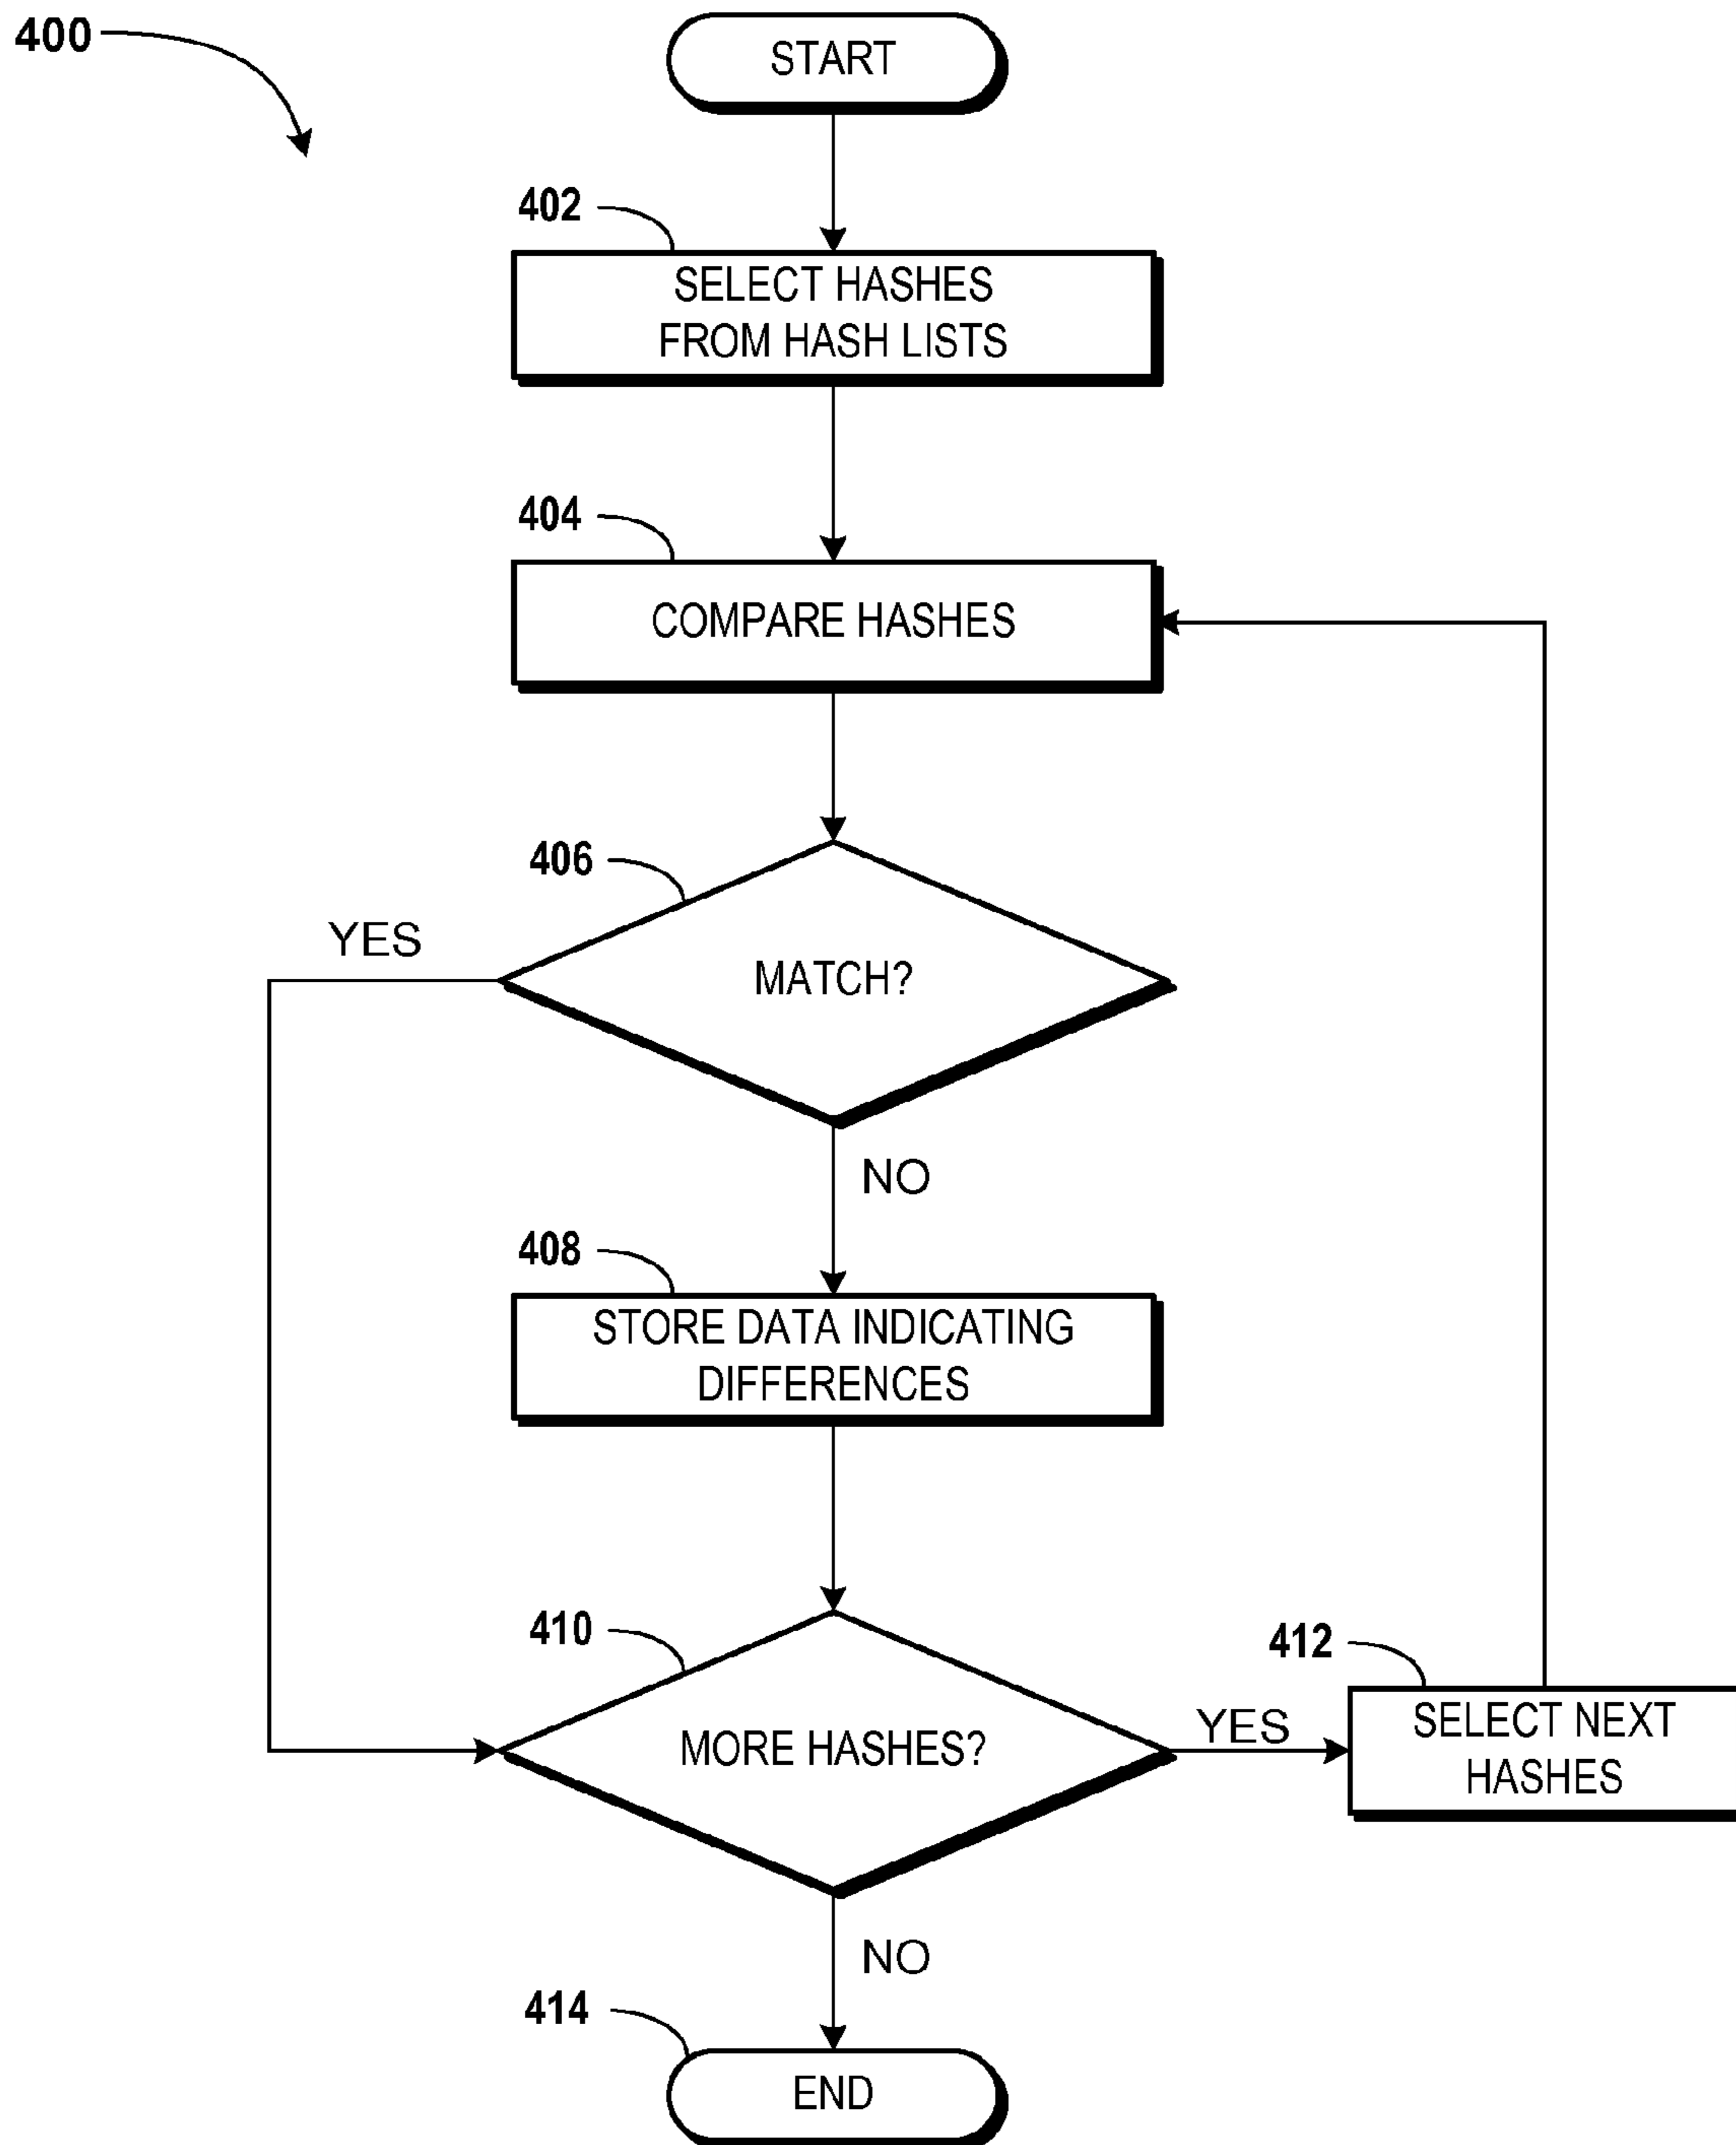 400
START
402
SELECT HASHES
FROM HASH LISTS
404
COMPARE HASHES
406
YES
MATCH?
NO
408
STORE DATA INDICATING
DIFFERENCES
410
412
MORE HASHES?
YES
SELECT NEXT
HASHES
NO
414
END